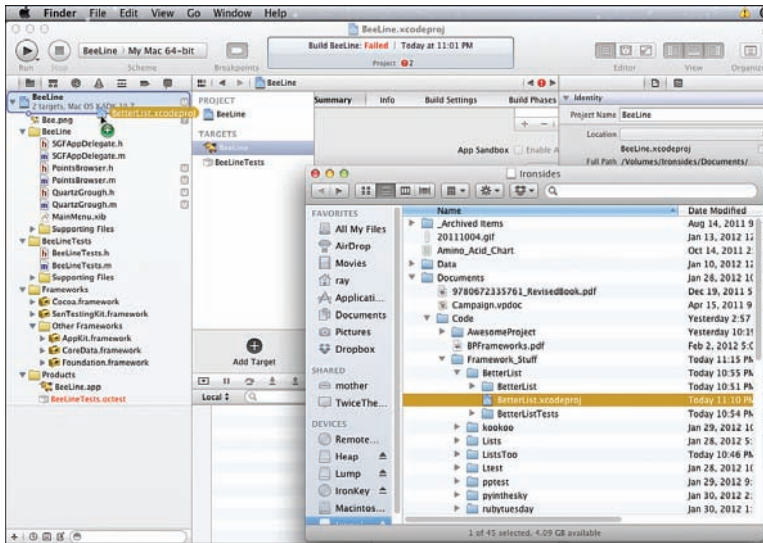 Finder File Edit View Go Window Help
BeeLine.xcodeproj
BeeLine My Mac 64-bit
Build BeeLine: Failed Today at 11:01 PM
Project 2
Run Stop Scheme Breakpoints Editor View
BeeLine
BeeLine
2 targets, Mac OS X SDK 10.7
BetterList.xcodeproj
Bee.png
BeeLine
SGFAppDelegate.h
SGFAppDelegate.m
PointsBrowser.h
PointsBrowser.m
QuartzGrough.h
QuartzGrough.m
MainMenu.xib
Supporting Files
BeeLineTests
BeeLineTests.h
BeeLineTests.m
Supporting Files
Frameworks
Cocoa.framework
SenTestingKit.framework
Other Frameworks
AppKit.framework
CoreData.framework
Foundation.framework
Products
BeeLine.app
BeeLineTests.octest
PROJECT
BeeLine
TARGETS
BeeLine
BeeLineTests
Add Target
Local
Summary Info Build Settings Build Phases
App Sandbox Enable A
Identity
Project Name BeeLine
Location
BeeLine.xcodeproj
Full Path /Volumes/Ironsides/Documents/
Ironsides
FAVORITES
All My Files
AirDrop
Movies
ray
Applicati...
Documents
Pictures
Dropbox
SHARED
mother
TwiceThe...
DEVICES
Remote...
Heap
Lump
IronKey
Macintos...
Name Date Modified
_Archived Items Aug 14, 2011 9
20111004.gif Jan 13, 2012 12
Amino_Acid_Chart Oct 14, 2011 2:
Data Jan 10, 2012 12
Documents Jan 28, 2012 10
9780672335761_RevisedBook.pdf Dec 19, 2011 5
Campaign.vpdoc Apr 15, 2011 9
Code Yesterday 2:57
AwesomeProject Yesterday 10:19
BPFrameworks.pdf Feb 2, 2012 5:0
Framework_Stuff Today 11:15 PM
BetterList Today 10:55 PM
BetterList Today 10:51 PM
BetterList.xcodeproj Today 11:10 PM
BetterListTests Today 10:54 PM
kookoo Jan 29, 2012 10
Lists Jan 28, 2012 5:
ListsToo Today 10:46 PM
Ltest Jan 28, 2012 10
pptest Jan 29, 2012 9:
pyinthesky Jan 30, 2012 2:
rubytuesday Jan 30, 2012 1:
1 of 45 selected, 4.09 GB available